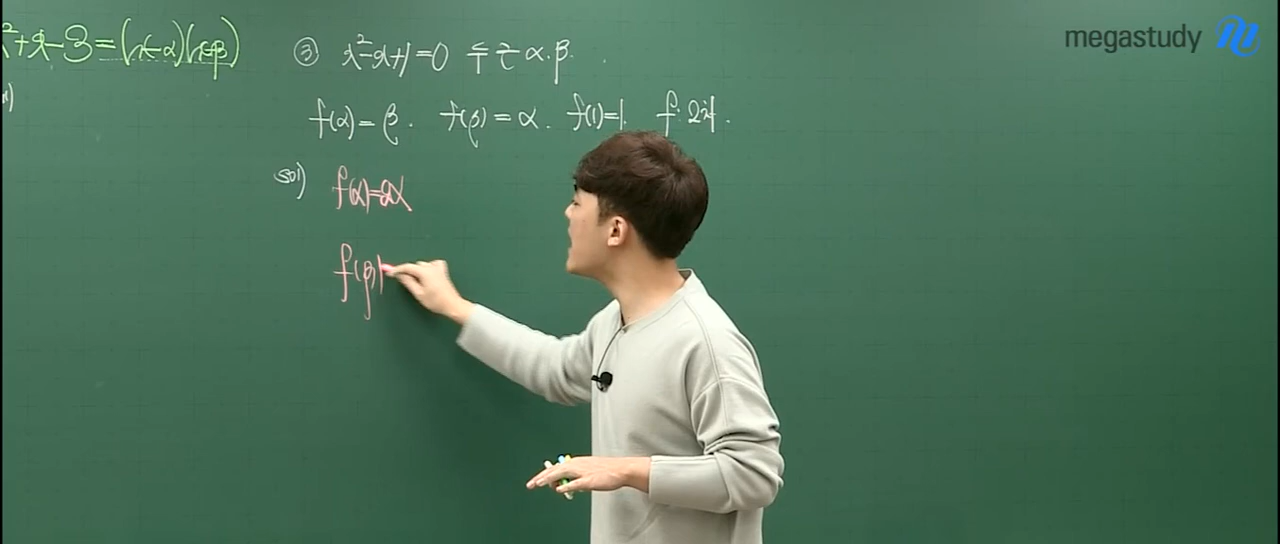 x²+x-3=(x-α)(x-β)
③ x²-x+1=0 두근 α.β.
f(α)=β. f(β)=α. f(1)=1. f:2차.
sol) f(α)=2α
f(β)=
megastudy